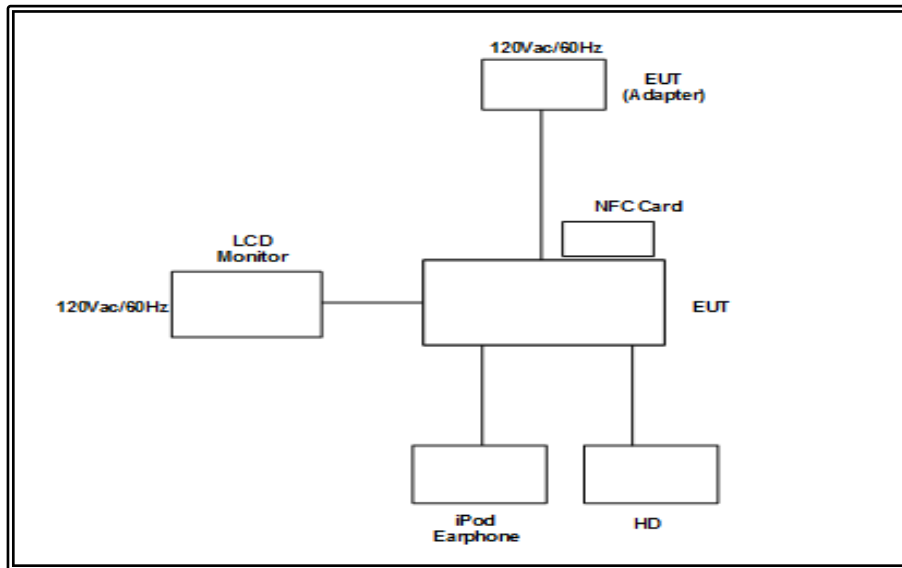 120Vac/60Hz
EUT
(Adapter)
NFC Card
LCD
Monitor
120Vac/60Hz
EUT
iPod
Earphone
HD